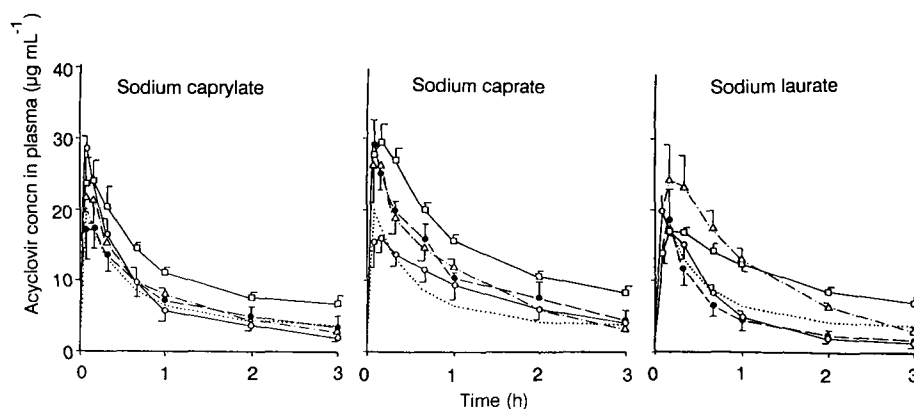 Acyclovir concn in plasma (µg mL⁻¹)
40
30
20
10
0
Sodium caprylate
Sodium caprate
Sodium laurate
0 1 2 3
0 1 2 3
0 1 2 3
Time (h)